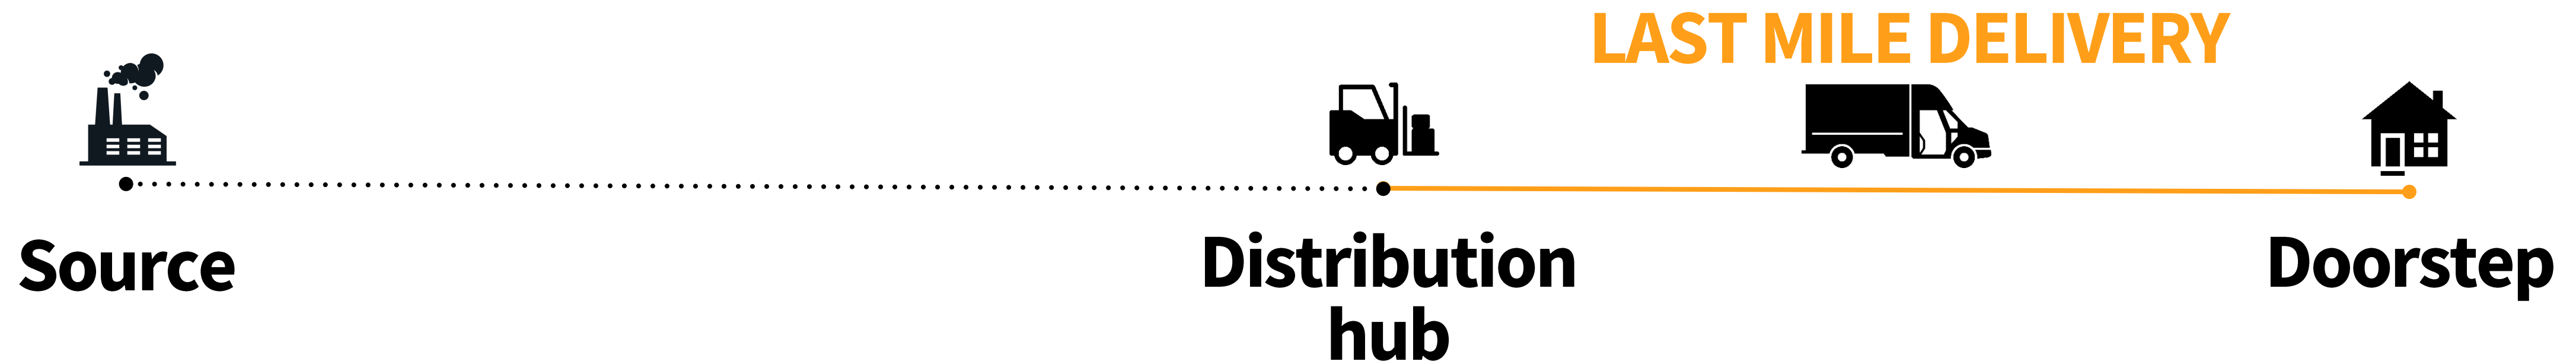 LAST MILE DELIVERY
Source
Distribution
hub
Doorstep